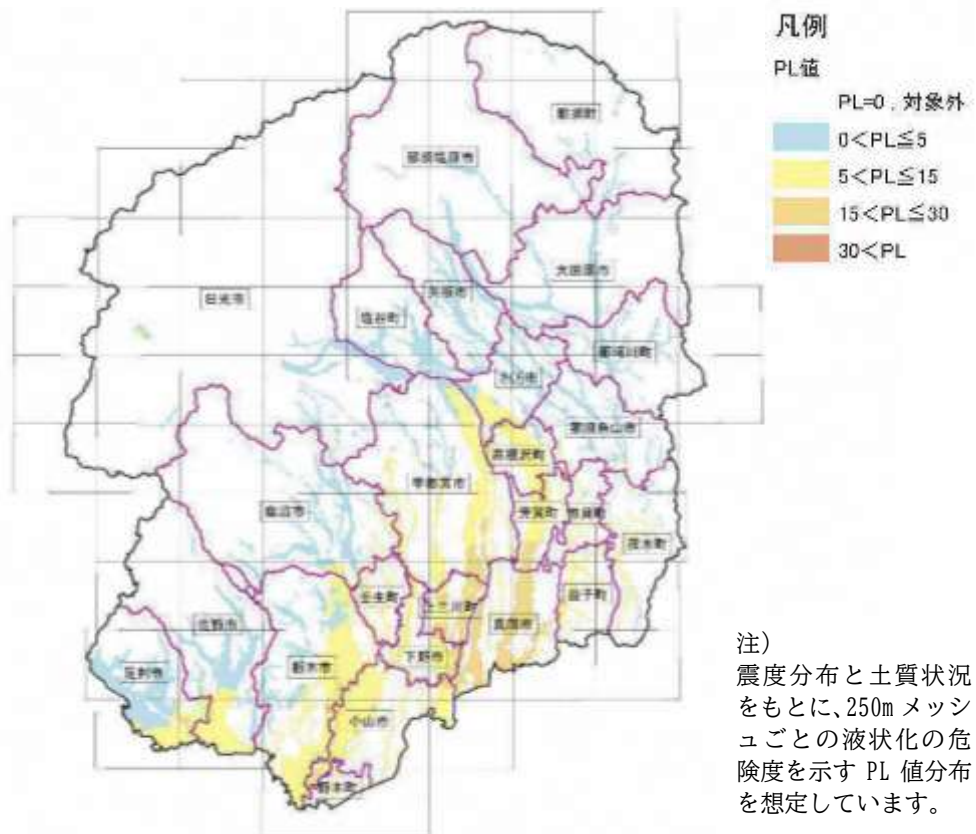 凡例
PL値
PL=0，対象外
0<PL≦5
5<PL≦15
15<PL≦30
30<PL
那須町
那須塩原市
大田原市
日光市
矢板市
塩谷町
那珂川町
さくら市
那須烏山市
高根沢町
宇都宮市
芳賀町
市貝町
鹿沼市
茂木町
益子町
壬生町
上三川町
真岡市
佐野市
下野市
栃木市
足利市
小山市
野木町
注)
震度分布と土質状況
をもとに、250m メッシ
ュごとの液状化の危
険度を示す PL 値分布
を想定しています。